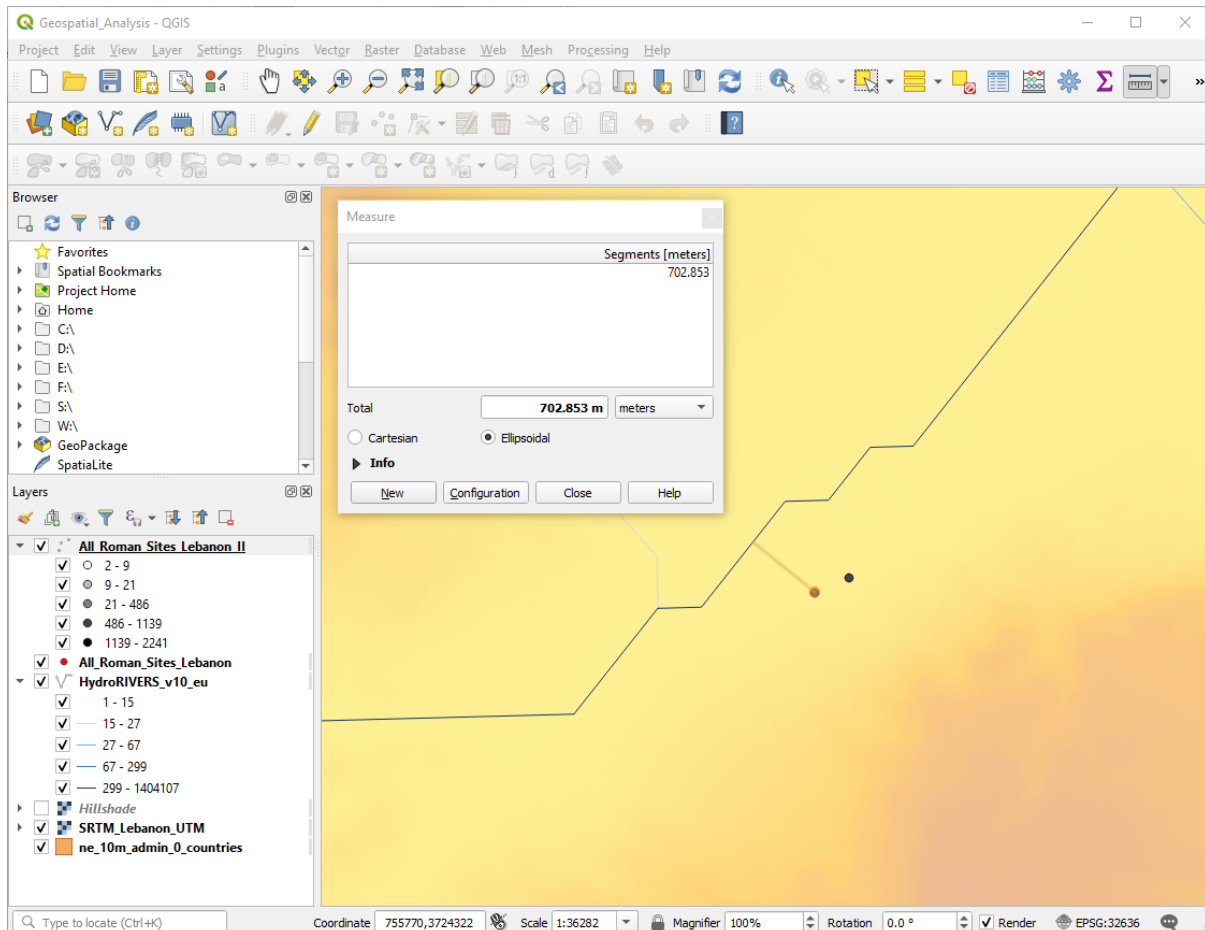 Geospatial_Analysis - QGIS
Project Edit View Layer Settings Plugins Vector Raster Database Web Mesh Processing Help
Browser
Favorites
Spatial Bookmarks
Project Home
Home
C:\
D:\
E:\
F:\
S:\
W:\
GeoPackage
SpatiaLite
Measure
Segments [meters]
702.853
Total 702.853 m meters
Cartesian Ellipsoidal
Info
New Configuration Close Help
Layers
All_Roman_Sites_Lebanon_II
2 - 9
9 - 21
21 - 486
486 - 1139
1139 - 2241
All_Roman_Sites_Lebanon
HydroRIVERS_v10_eu
1 - 15
15 - 27
27 - 67
67 - 299
299 - 1404107
Hillshade
SRTM_Lebanon_UTM
ne_10m_admin_0_countries
Type to locate (Ctrl+K) Coordinate 755770,3724322 Scale 1:36282 Magnifier 100% Rotation 0.0 ° Render EPSG:32636